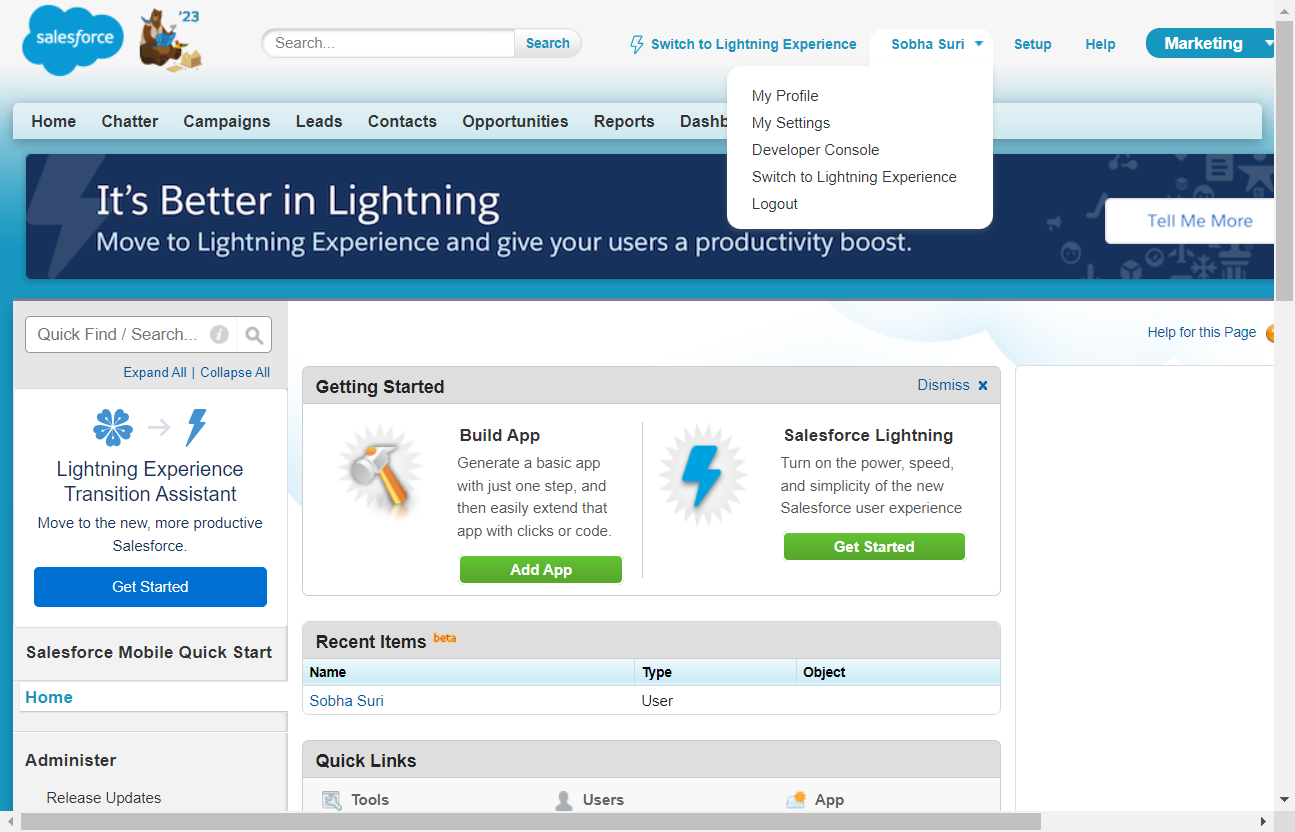 salesforce
'23
Search...
Search
Switch to Lightning Experience
Sobha Suri
Setup
Help
Marketing
My Profile
My Settings
Developer Console
Switch to Lightning Experience
Logout
Home
Chatter
Campaigns
Leads
Contacts
Opportunities
Reports
Dashb
It's Better in Lightning
Move to Lightning Experience and give your users a productivity boost.
Tell Me More
Quick Find / Search...
Expand All | Collapse All
Lightning Experience
Transition Assistant
Move to the new, more productive
Salesforce.
Get Started
Salesforce Mobile Quick Start
Home
Administer
Release Updates
Help for this Page
Getting Started
Dismiss
Build App
Generate a basic app
with just one step, and
then easily extend that
app with clicks or code.
Add App
Salesforce Lightning
Turn on the power, speed,
and simplicity of the new
Salesforce user experience
Get Started
Recent Items beta
Name Type Object
Sobha Suri User
Quick Links
Tools
Users
App